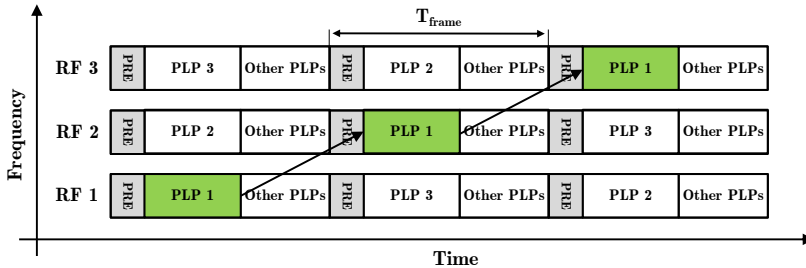 T_frame
RF 3 PRE PLP 3 Other PLPs PRE PLP 2 Other PLPs PRE PLP 1 Other PLPs
RF 2 PRE PLP 2 Other PLPs PRE PLP 1 Other PLPs PRE PLP 3 Other PLPs
RF 1 PRE PLP 1 Other PLPs PRE PLP 3 Other PLPs PRE PLP 2 Other PLPs
Frequency
Time